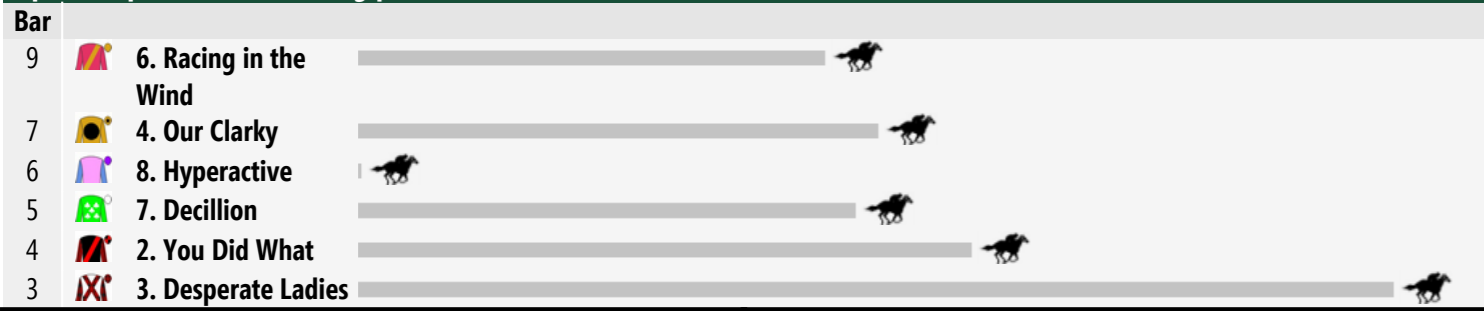 Bar
9 6. Racing in the
Wind
7 4. Our Clarky
6 8. Hyperactive
5 7. Decillion
4 2. You Did What
3 3. Desperate Ladies